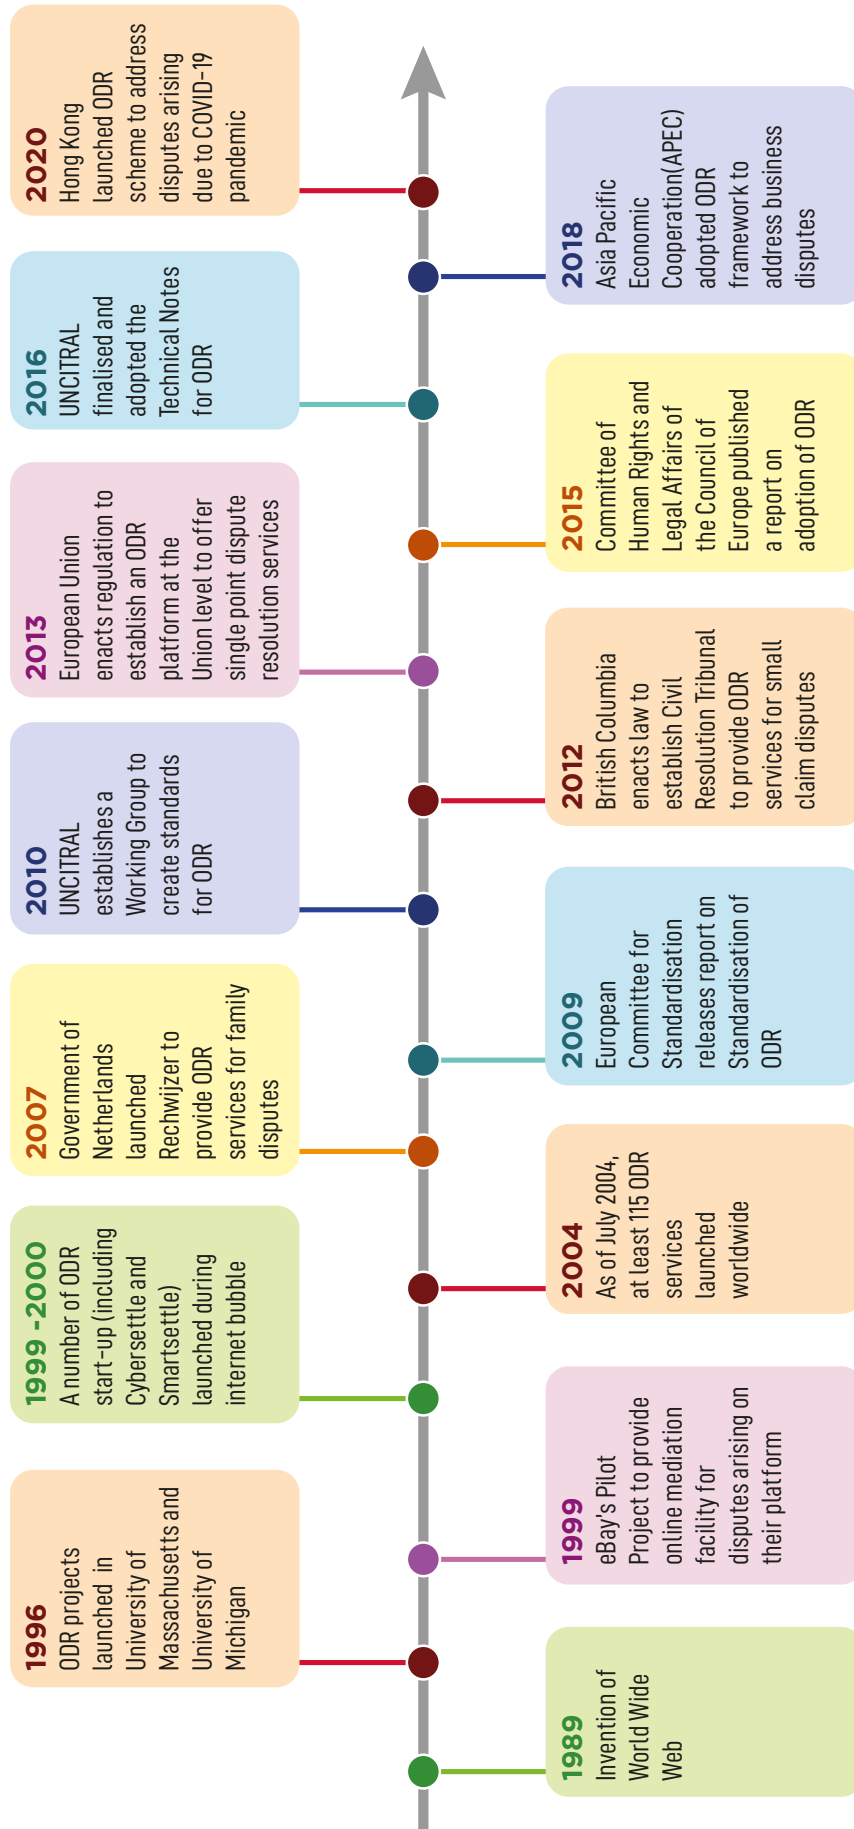 1989
Invention of
World Wide
Web
1996
ODR projects
launched in
University of
Massachusetts and
University of
Michigan
1999
eBay's Pilot
Project to provide
online mediation
facility for
disputes arising on
their platform
1999 -2000
A number of ODR
start-up (including
Cybersettle and
Smartsettle)
launched during
internet bubble
2004
As of July 2004,
at least 115 ODR
services
launched
worldwide
2007
Government of
Netherlands
launched
Rechwijzer to
provide ODR
services for family
disputes
2009
European
Committee for
Standardisation
releases report on
Standardisation of
ODR
2010
UNCITRAL
establishes a
Working Group to
create standards
for ODR
2012
British Columbia
enacts law to
establish Civil
Resolution Tribunal
to provide ODR
services for small
claim disputes
2013
European Union
enacts regulation to
establish an ODR
platform at the
Union level to offer
single point dispute
resolution services
2015
Committee of
Human Rights and
Legal Affairs of
the Council of
Europe published
a report on
adoption of ODR
2016
UNCITRAL
finalised and
adopted the
Technical Notes
for ODR
2018
Asia Pacific
Economic
Cooperation(APEC)
adopted ODR
framework to
address business
disputes
2020
Hong Kong
launched ODR
scheme to address
disputes arising
due to COVID-19
pandemic